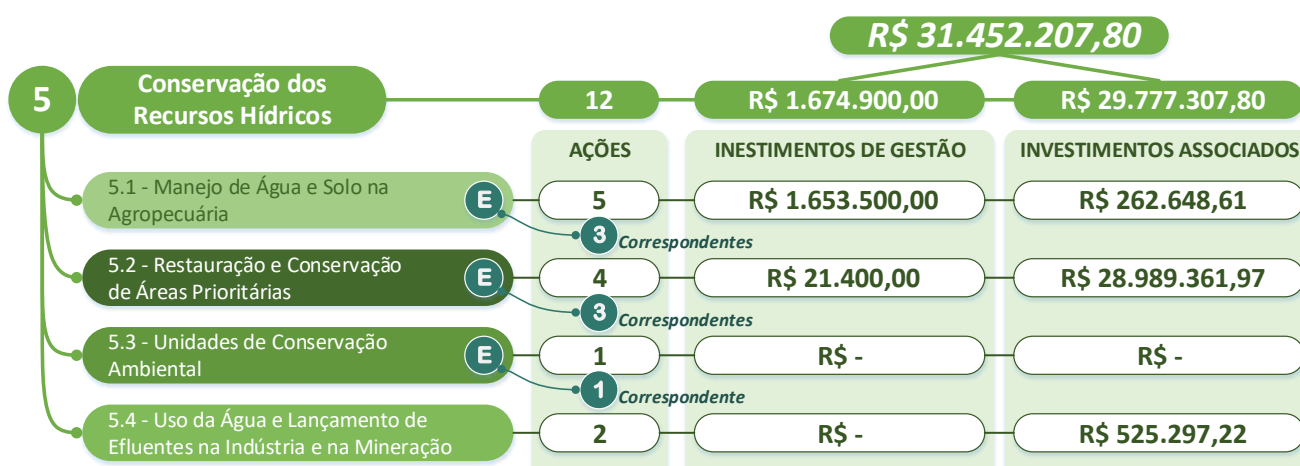 R$ 31.452.207,80
5
Conservação dos
Recursos Hídricos
12
R$ 1.674.900,00
R$ 29.777.307,80
AÇÕES
INESTIMENTOS DE GESTÃO
INVESTIMENTOS ASSOCIADOS
5.1 - Manejo de Água e Solo na
Agropecuária
E
5
R$ 1.653.500,00
R$ 262.648,61
3 Correspondentes
5.2 - Restauração e Conservação
de Áreas Prioritárias
E
4
R$ 21.400,00
R$ 28.989.361,97
3 Correspondentes
5.3 - Unidades de Conservação
Ambiental
E
1
R$ -
R$ -
1 Correspondente
5.4 - Uso da Água e Lançamento de
Efluentes na Indústria e na Mineração
2
R$ -
R$ 525.297,22